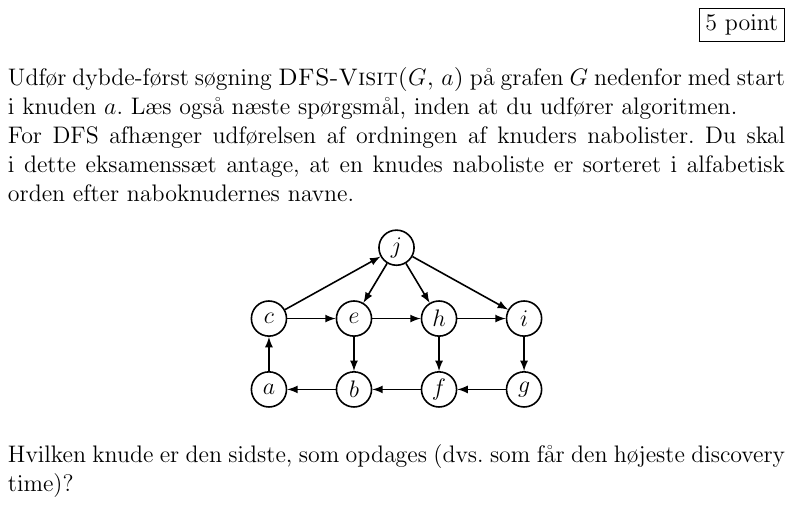 5 point
Udfør dybde-først søgning DFS-VISIT(G, a) på grafen G nedenfor med start
i knuden a. Læs også næste spørgsmål, inden at du udfører algoritmen.
For DFS afhænger udførelsen af ordningen af knuders nabolister. Du skal
i dette eksamenssæt antage, at en knudes naboliste er sorteret i alfabetisk
orden efter naboknudernes navne.
j
c e h i
a b f g
Hvilken knude er den sidste, som opdages (dvs. som får den højeste discovery
time)?